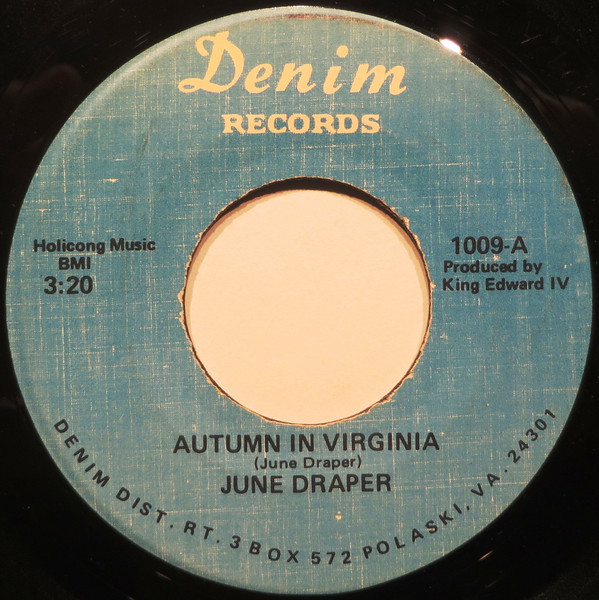 Denim
RECORDS
Holicong Music
BMI
3:20
1009-A
Produced by
King Edward IV
AUTUMN IN VIRGINIA
(June Draper)
JUNE DRAPER
DENIM DIST. RT. 3 BOX 572 POLASKI, VA. 24301